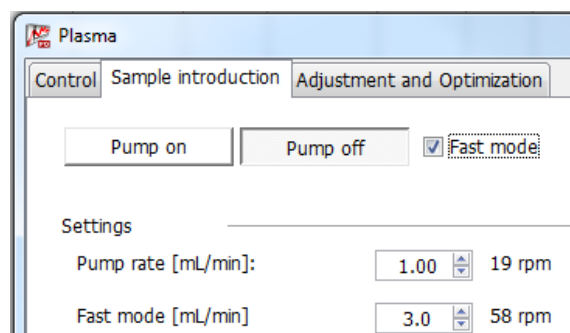 Plasma
Control Sample introduction Adjustment and Optimization
Pump on Pump off Fast mode
Settings
Pump rate [mL/min]: 1.00 19 rpm
Fast mode [mL/min] 3.0 58 rpm